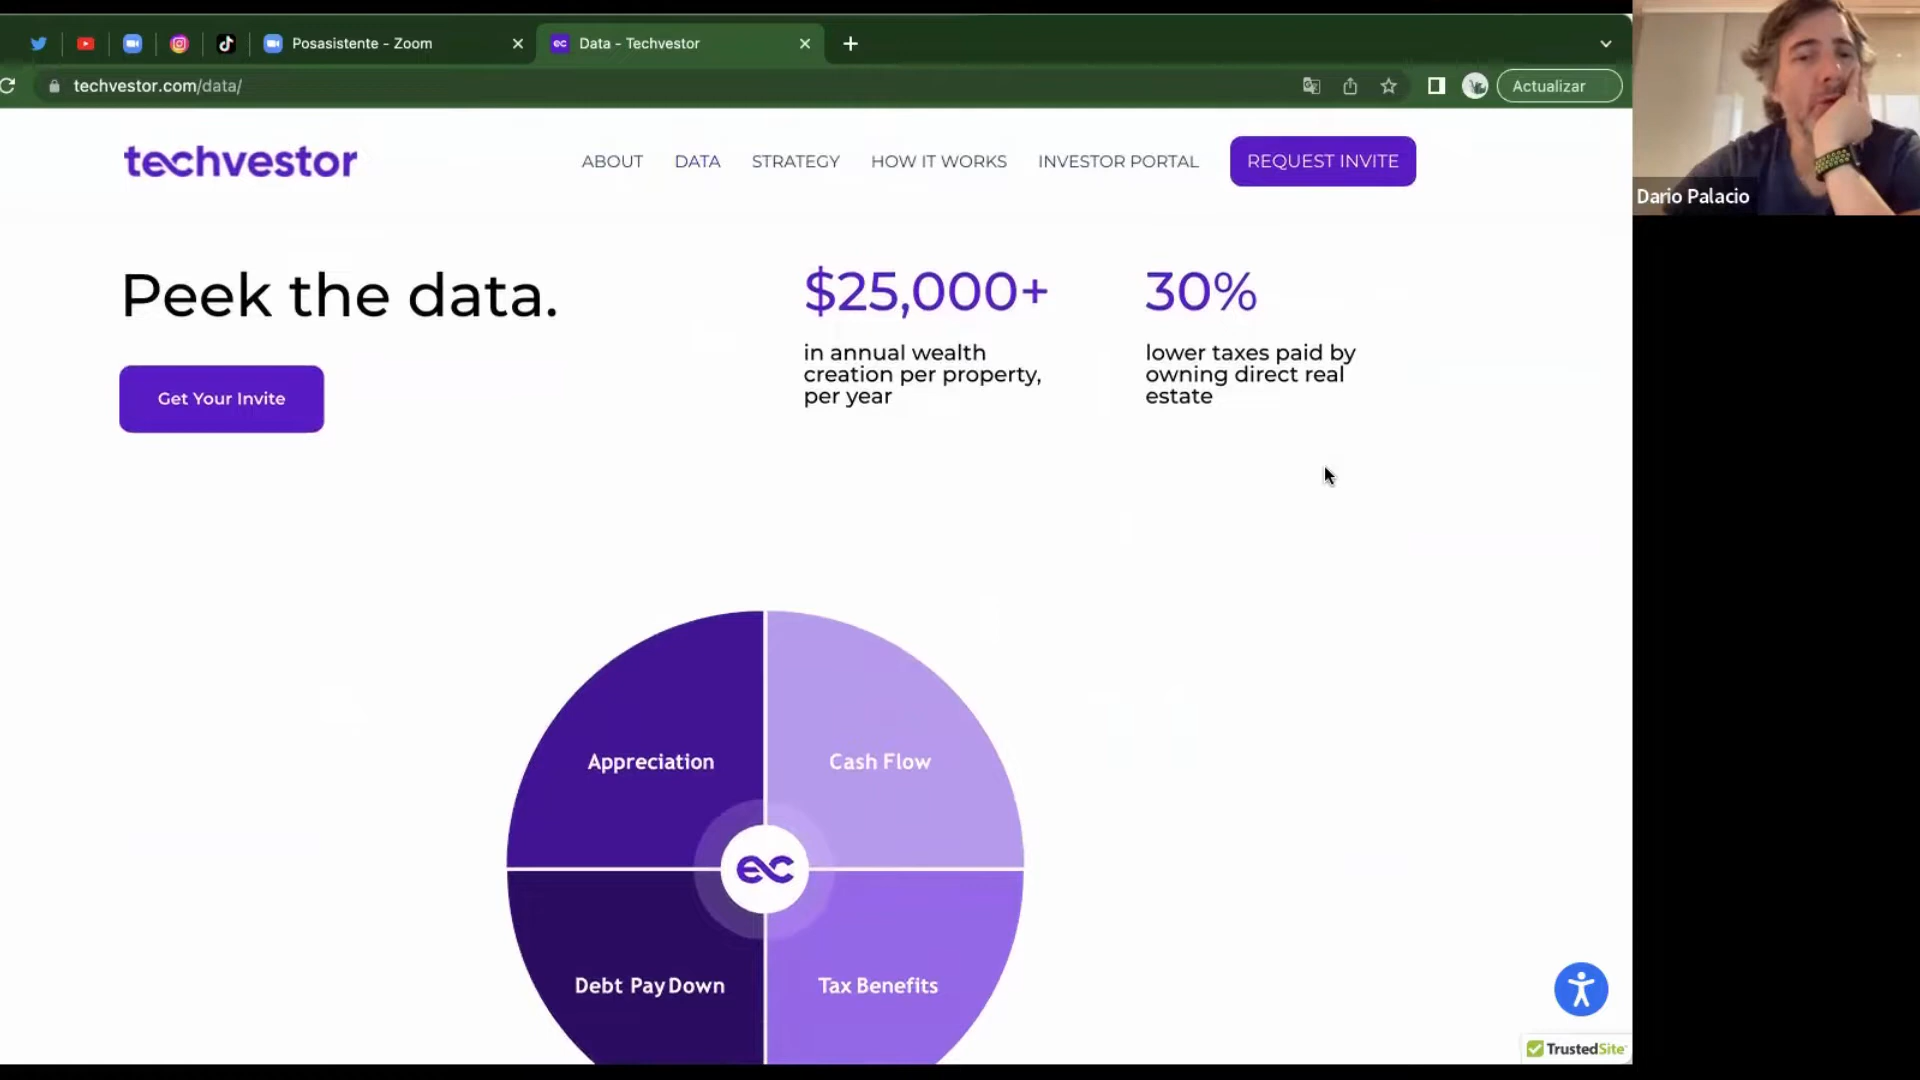 Posasistente - Zoom
Data - Techvestor
techvestor.com/data/
Actualizar
techvestor
ABOUT
DATA
STRATEGY
HOW IT WORKS
INVESTOR PORTAL
REQUEST INVITE
Dario Palacio
Peek the data.
Get Your Invite
$25,000+
in annual wealth
creation per property,
per year
30%
lower taxes paid by
owning direct real
estate
Appreciation
Cash Flow
ec
Debt Pay Down
Tax Benefits
TrustedSite